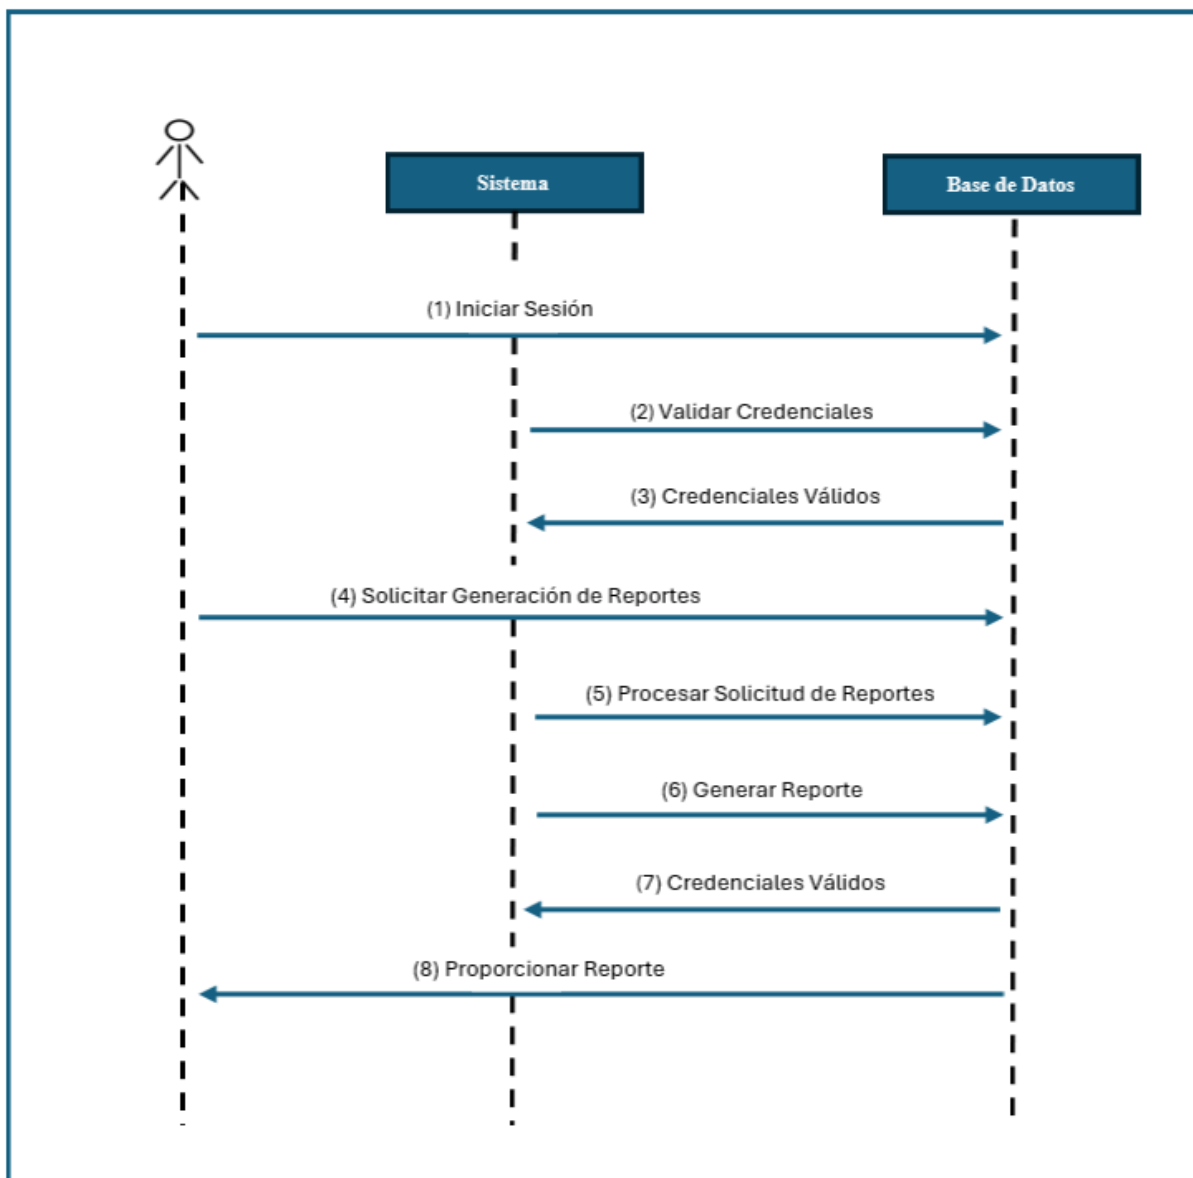 Sistema
Base de Datos
(1) Iniciar Sesión
(2) Validar Credenciales
(3) Credenciales Válidos
(4) Solicitar Generación de Reportes
(5) Procesar Solicitud de Reportes
(6) Generar Reporte
(7) Credenciales Válidos
(8) Proporcionar Reporte